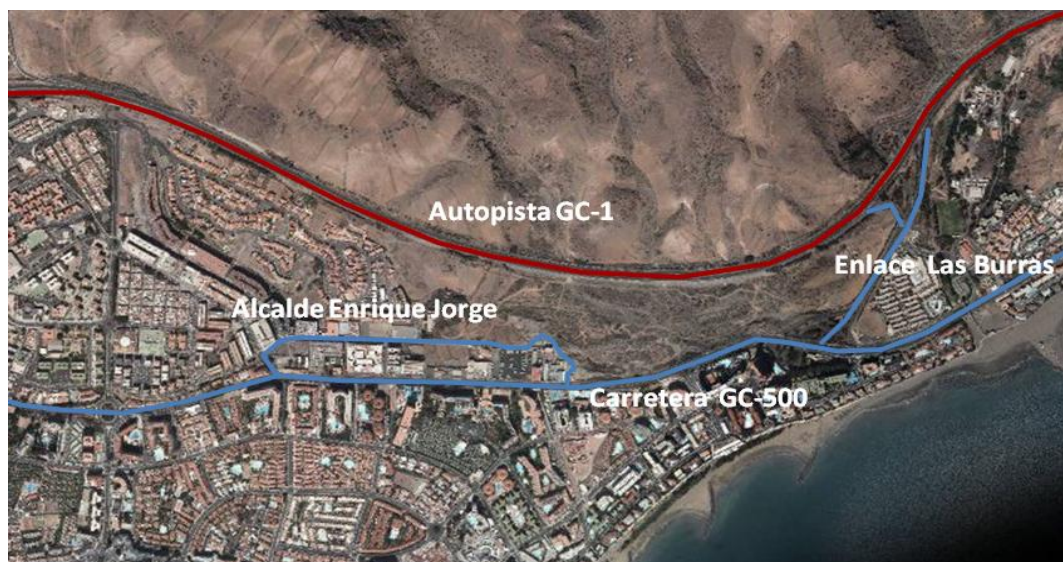 Autopista GC-1
Enlace Las Burras
Alcalde Enrique Jorge
Carretera GC-500